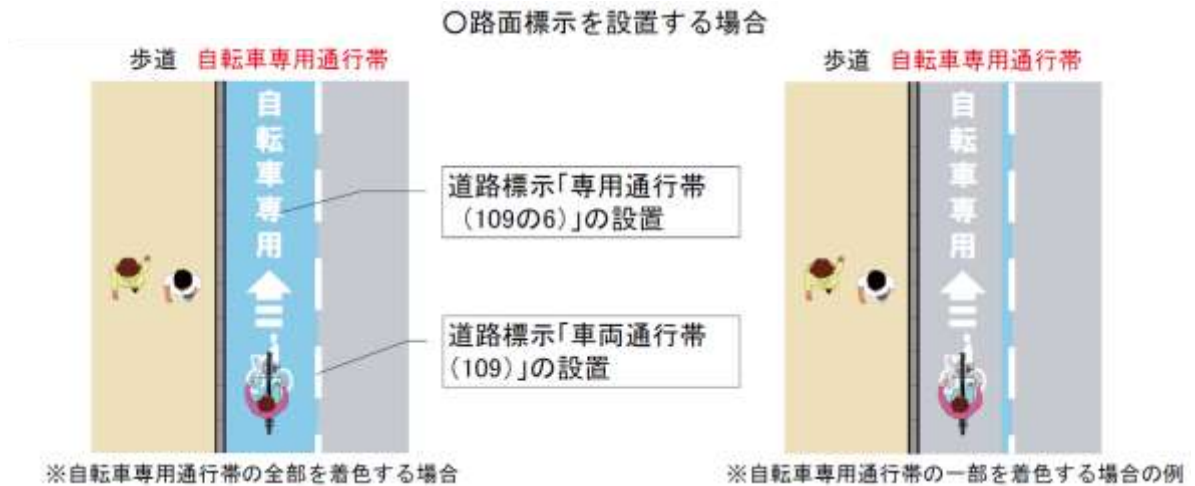 〇路面標示を設置する場合
歩道 自転車専用通行帯
自転車専用
道路標示「専用通行帯
(109の6)」の設置
道路標示「車両通行帯
(109)」の設置
※自転車専用通行帯の全部を着色する場合
歩道 自転車専用通行帯
自転車専用
※自転車専用通行帯の一部を着色する場合の例